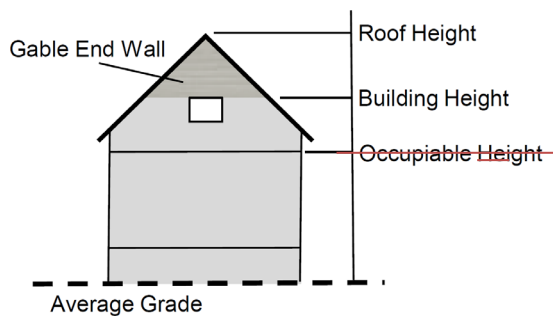 Roof Height
Gable End Wall
Building Height
Occupiable Height
Average Grade